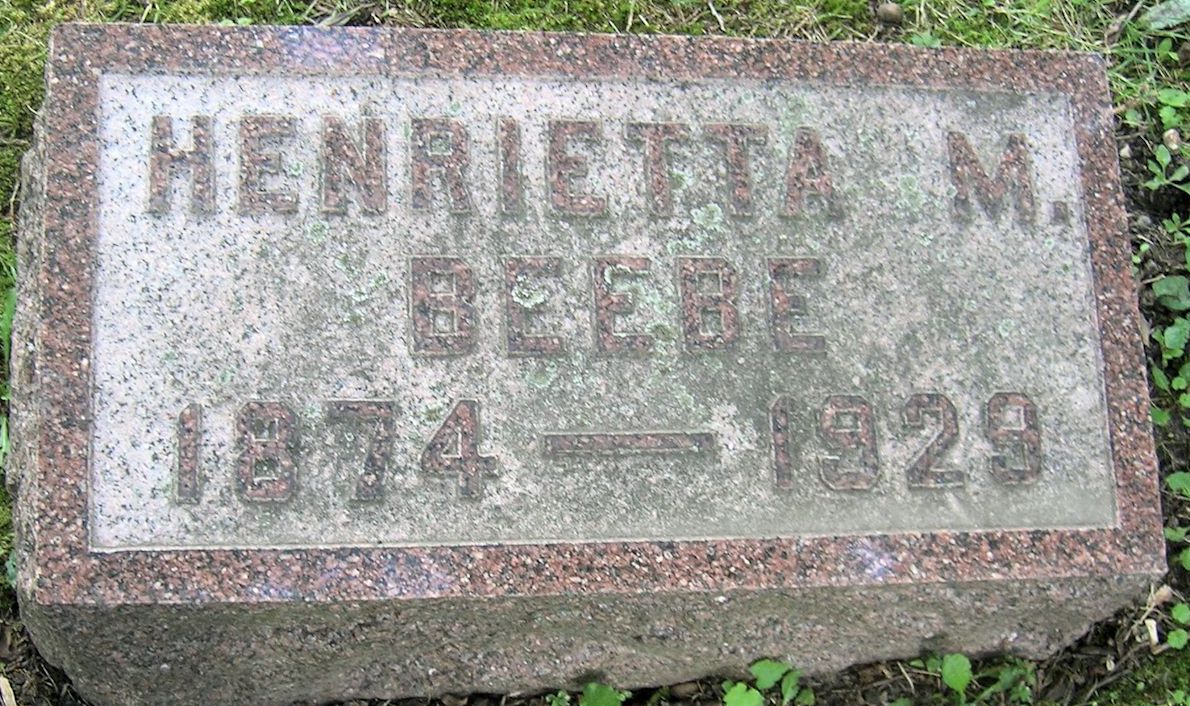 HENRIETTA M.
BEEBE
1874 — 1929